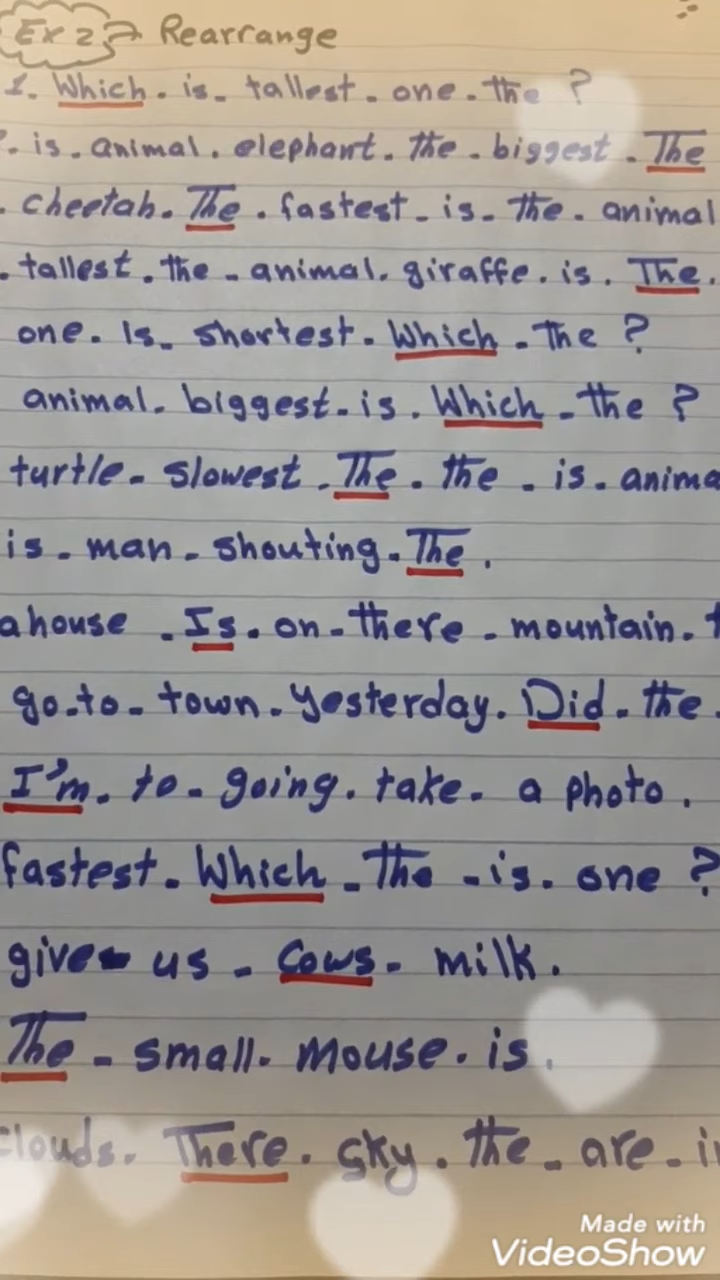 Ex 2 → Rearrange
1. Which. is. tallest. one. the ?
. is. animal. elephant. the. biggest. The
. cheetah. The. fastest. is. the. animal
. tallest. the. animal. giraffe. is. The.
one. Is. shortest. Which. the ?
animal. biggest. is. Which. the ?
turtle. slowest. The. the. is. anima
is. man. shouting. The.
a house. Is. on. there. mountain.
go. to. town. yesterday. Did. the.
I'm. to. going. take. a photo.
fastest. Which. the. is. one ?
give us. Cows. milk.
The. small. mouse. is.
clouds. There. sky. the. are. i
Made with
VideoShow